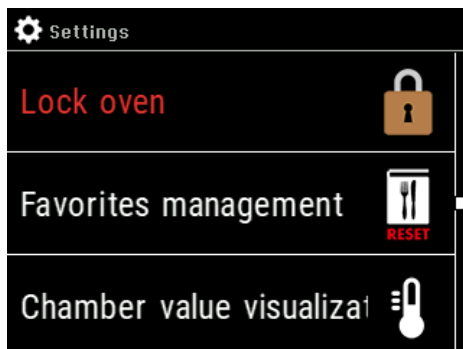 Settings
Lock oven
Favorites management
RESET
Chamber value visualizat